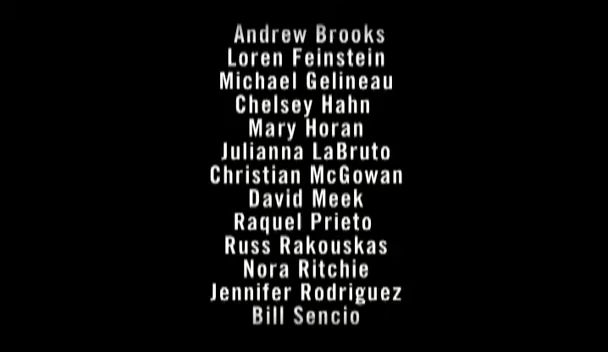 Andrew Brooks
Loren Feinstein
Michael Gelineau
Chelsey Hahn
Mary Horan
Julianna LaBruto
Christian McGowan
David Meek
Raquel Prieto
Russ Rakouskas
Nora Ritchie
Jennifer Rodriguez
Bill Sencio